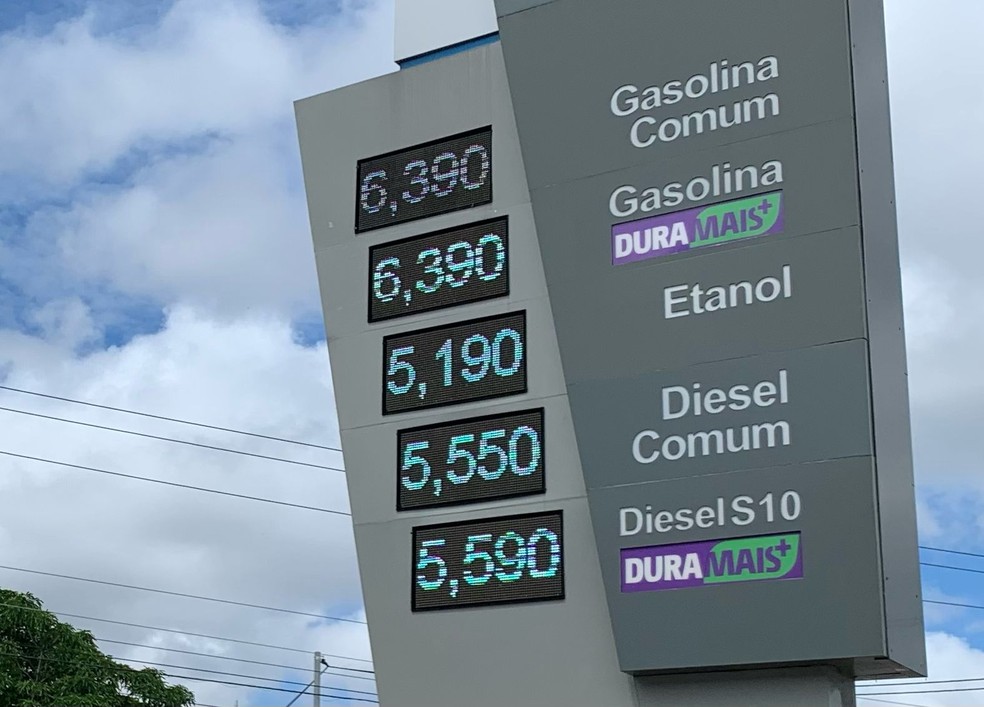 Gasolina
Comum
6,390
Gasolina
DURAMAIS+
6,390
Etanol
5,190
Diesel
Comum
5,550
Diesel S10
DURAMAIS+
5,590